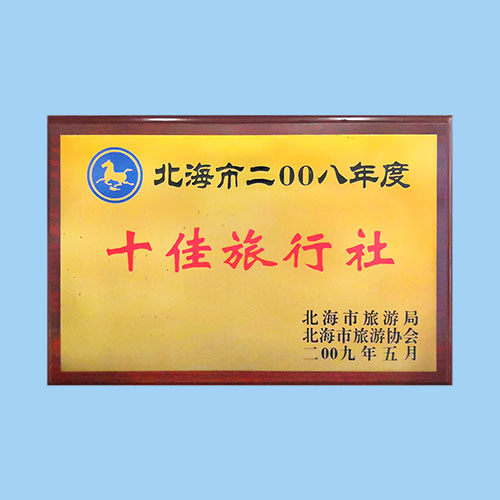 北海市二00八年度
十佳旅行社
北海市旅游局
北海市旅游协会
二00九年五月